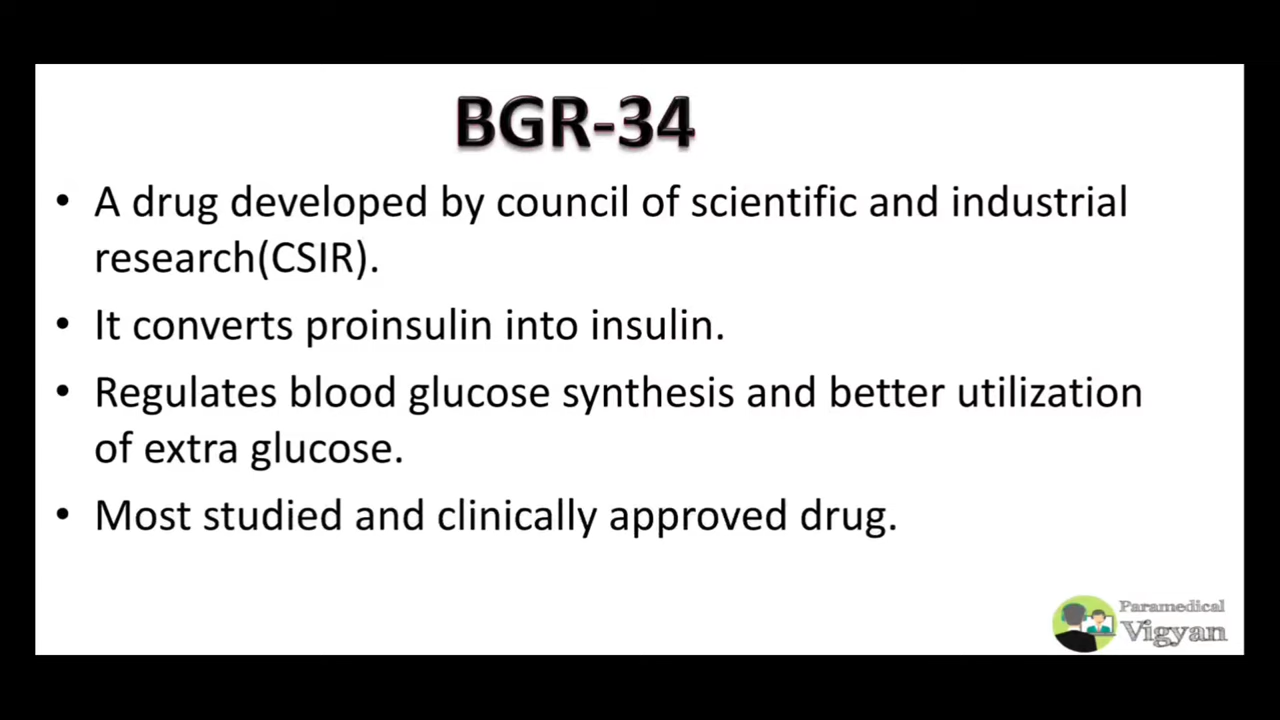 BGR-34
• A drug developed by council of scientific and industrial
research(CSIR).
• It converts proinsulin into insulin.
• Regulates blood glucose synthesis and better utilization
of extra glucose.
• Most studied and clinically approved drug.
Paramedical
Vigyan